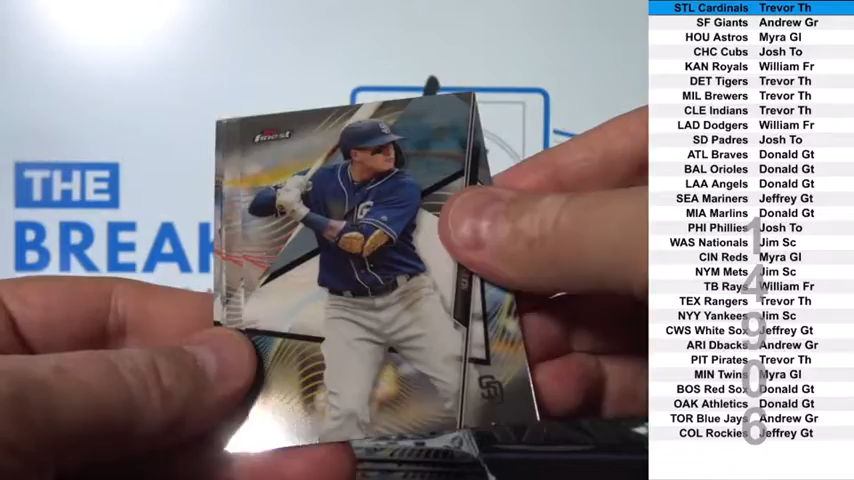 THE
BREAK
Finest
SD
STL Cardinals Trevor Th
SF Giants Andrew Gr
HOU Astros Myra Gl
CHC Cubs Josh To
KAN Royals William Fr
DET Tigers Trevor Th
MIL Brewers Trevor Th
CLE Indians Trevor Th
LAD Dodgers William Fr
SD Padres Josh To
ATL Braves Donald Gt
BAL Orioles Donald Gt
LAA Angels Donald Gt
SEA Mariners Jeffrey Gt
MIA Marlins Donald Gt
PHI Phillies Josh To
WAS Nationals Jim Sc
CIN Reds Myra Gl
NYM Mets Jim Sc
TB Rays William Fr
TEX Rangers Trevor Th
NYY Yankees Jim Sc
CWS White Sox Jeffrey Gt
ARI Dbacks Andrew Gr
PIT Pirates Trevor Th
MIN Twins Myra Gl
BOS Red Sox Donald Gt
OAK Athletics Donald Gt
TOR Blue Jays Andrew Gr
COL Rockies Jeffrey Gt
14906